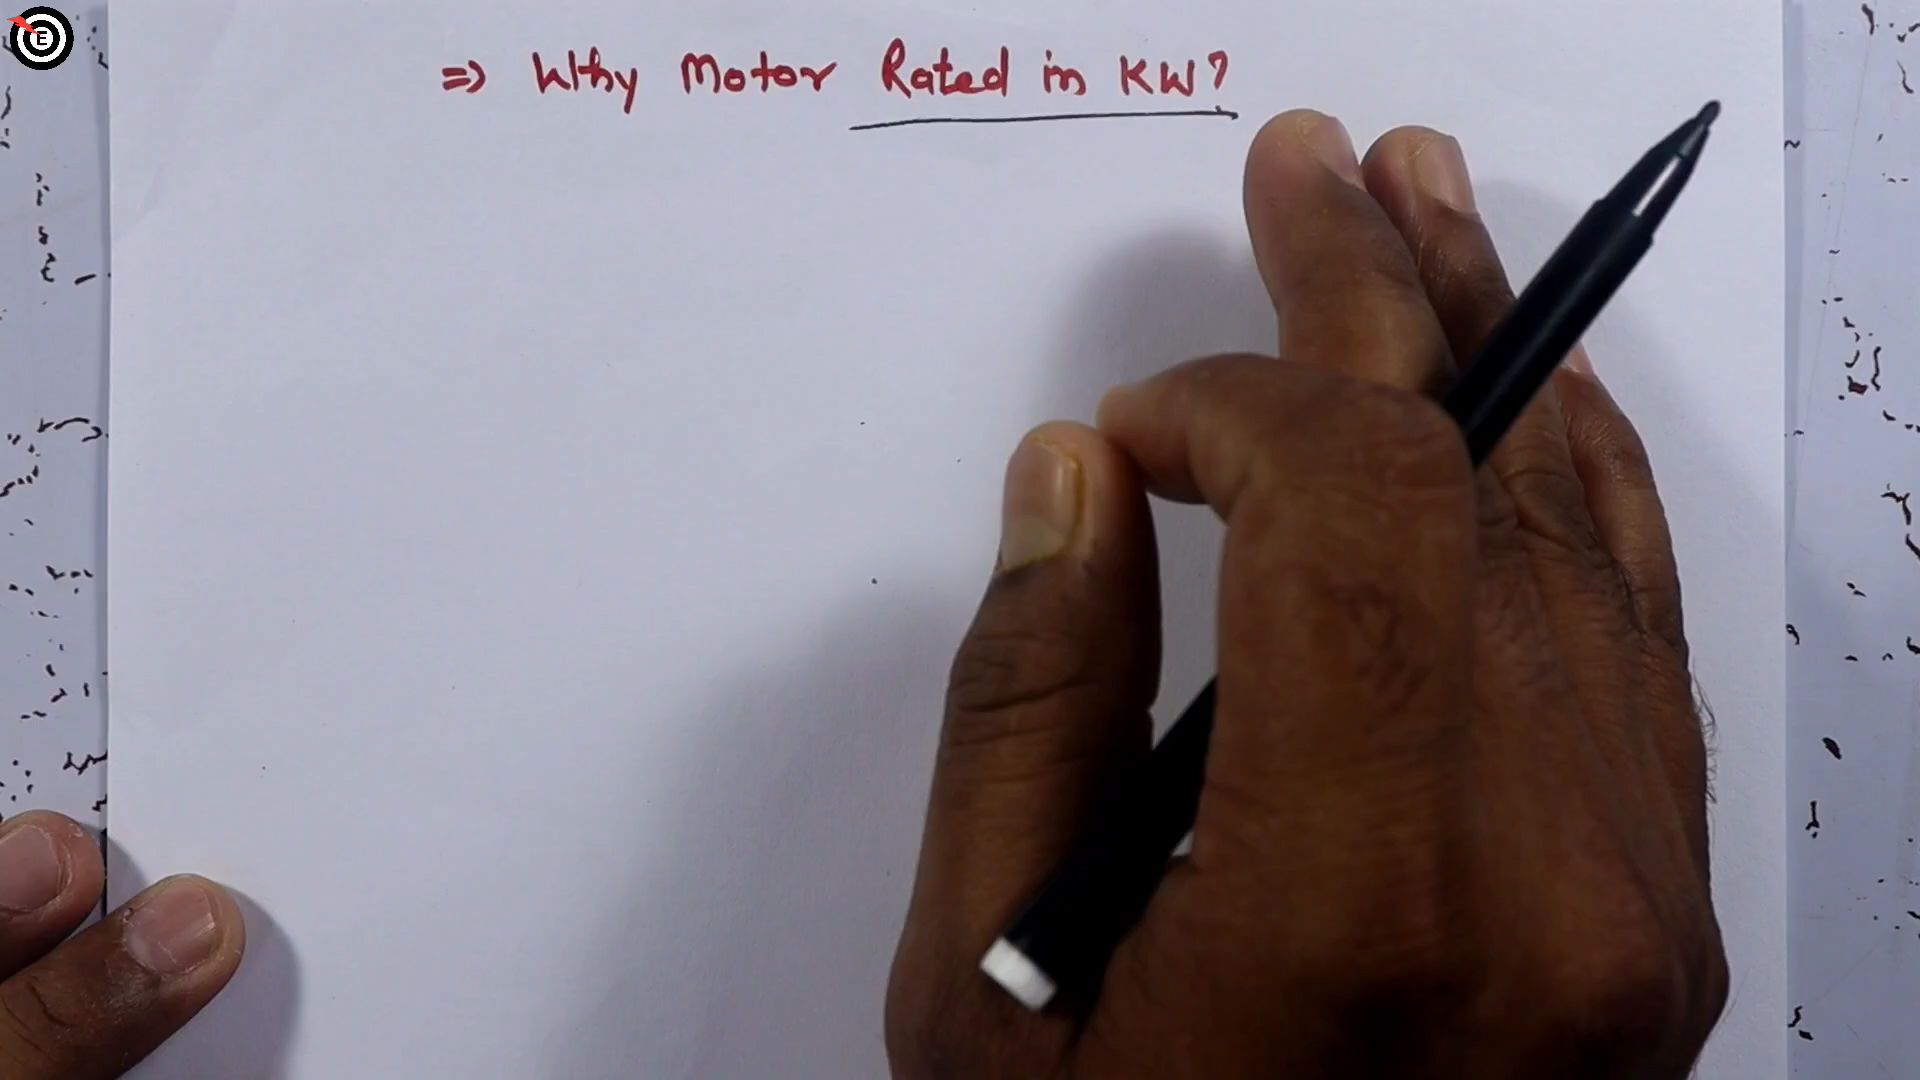 ⇒ Why Motor Rated in KW?
E